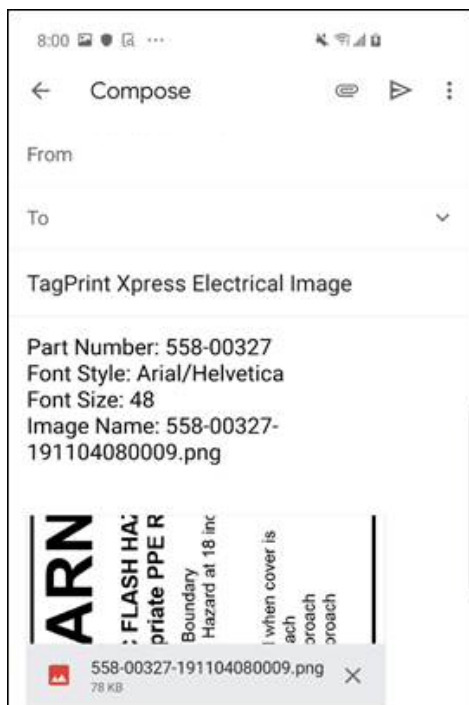 8:00
Compose
From
To
TagPrint Xpress Electrical Image
Part Number: 558-00327
Font Style: Arial/Helvetica
Font Size: 48
Image Name: 558-00327-
191104080009.png
ARN
FLASH HAZ
priate PPE R
Boundary
Hazard at 18 inc
when cover is
ach
proach
proach
558-00327-191104080009.png
78 KB